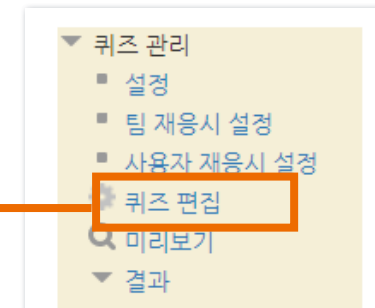 퀴즈 관리
설정
팀 재응시 설정
사용자 재응시 설정
퀴즈 편집
미리보기
결과